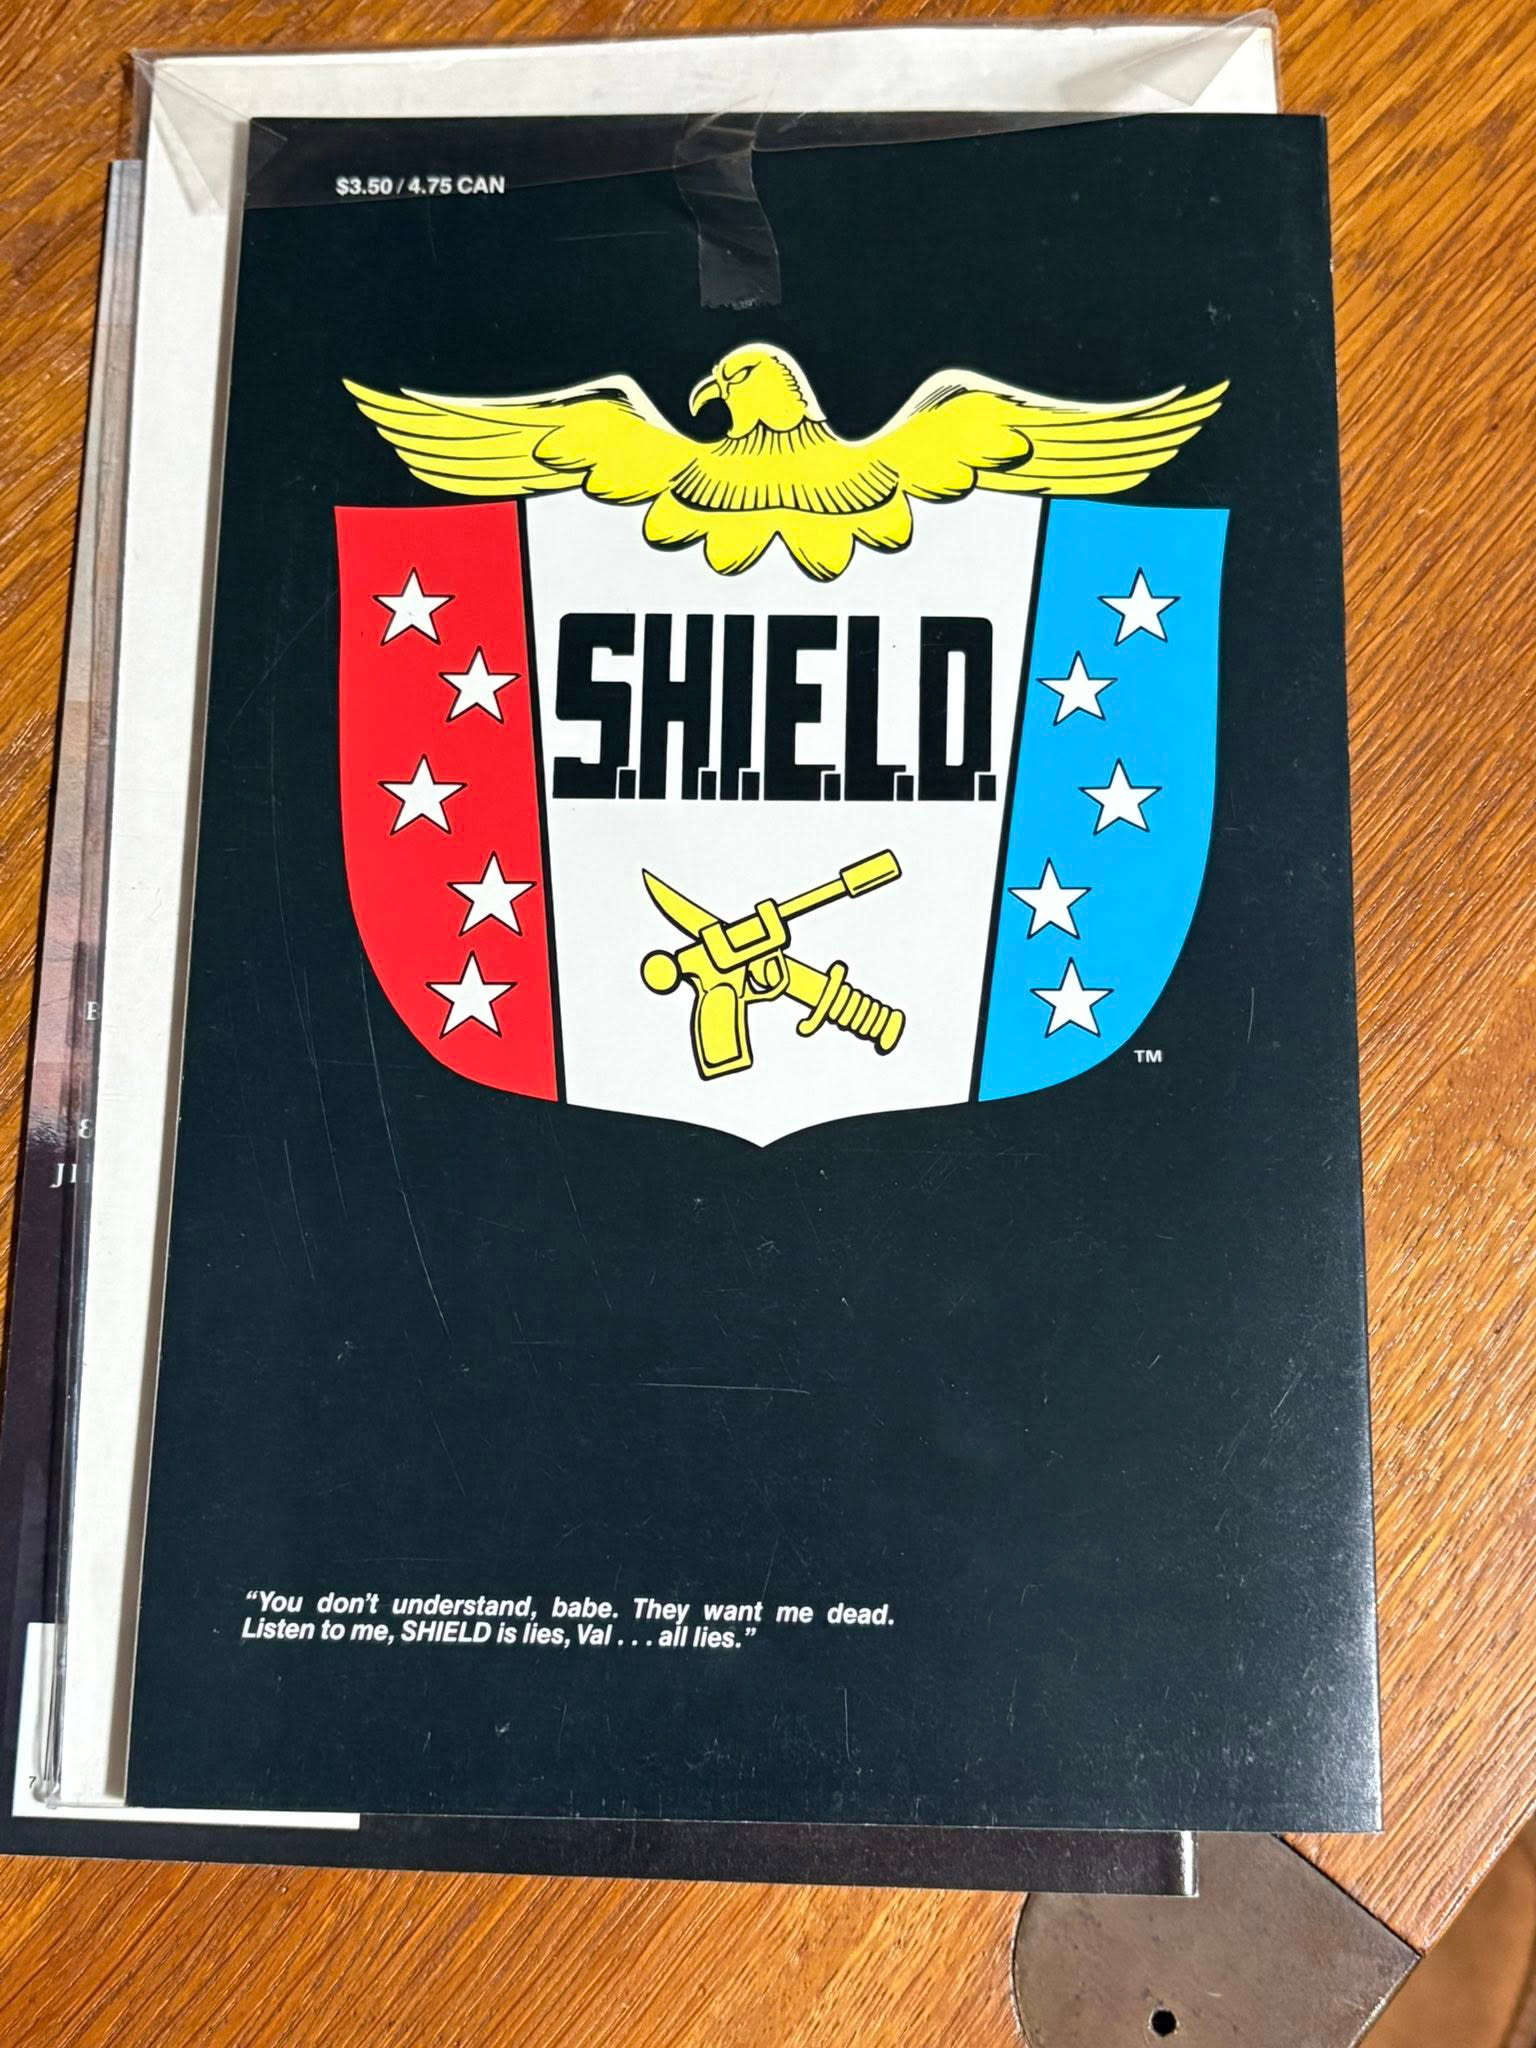 $3.50 / 4.75 CAN
S.H.I.E.L.D.
TM
"You don't understand, babe. They want me dead.
Listen to me, SHIELD is lies, Val . . . all lies."
7